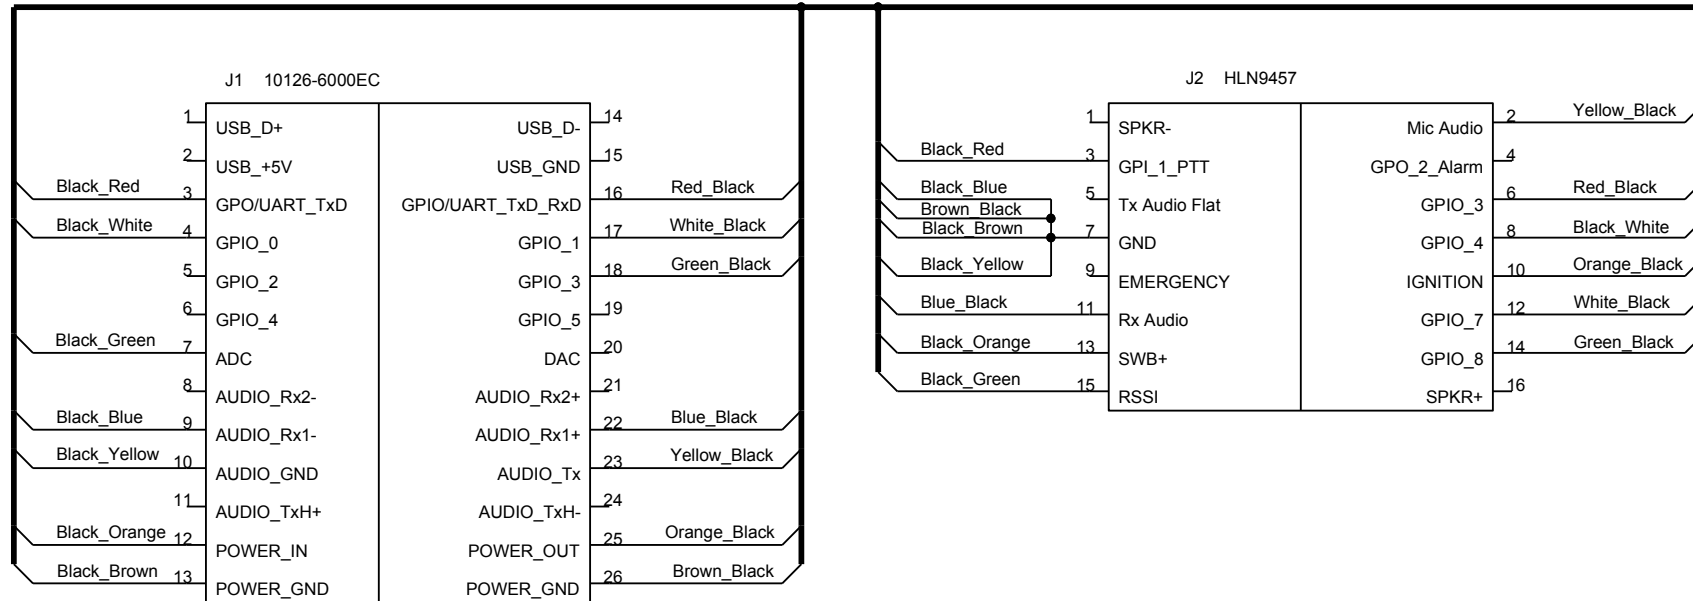 J1 10126-6000EC
1 USB_D+ USB_D- 14
2 USB_+5V USB_GND 15
Black_Red 3 GPO/UART_TxD GPIO/UART_TxD_RxD 16 Red_Black
Black_White 4 GPIO_0 GPIO_1 17 White_Black
5 GPIO_2 GPIO_3 18 Green_Black
6 GPIO_4 GPIO_5 19
Black_Green 7 ADC DAC 20
8 AUDIO_Rx2- AUDIO_Rx2+ 21
Black_Blue 9 AUDIO_Rx1- AUDIO_Rx1+ 22 Blue_Black
Black_Yellow 10 AUDIO_GND AUDIO_Tx 23 Yellow_Black
11 AUDIO_TxH+ AUDIO_TxH- 24
Black_Orange 12 POWER_IN POWER_OUT 25 Orange_Black
Black_Brown 13 POWER_GND POWER_GND 26 Brown_Black
J2 HLN9457
1 SPKR- Mic Audio 2 Yellow_Black
Black_Red 3 GPI_1_PTT GPO_2_Alarm 4
Black_Blue 5 Tx Audio Flat GPIO_3 6 Red_Black
Brown_Black
Black_Brown 7 GND GPIO_4 8 Black_White
Black_Yellow 9 EMERGENCY IGNITION 10 Orange_Black
Blue_Black 11 Rx Audio GPIO_7 12 White_Black
Black_Orange 13 SWB+ GPIO_8 14 Green_Black
Black_Green 15 RSSI SPKR+ 16